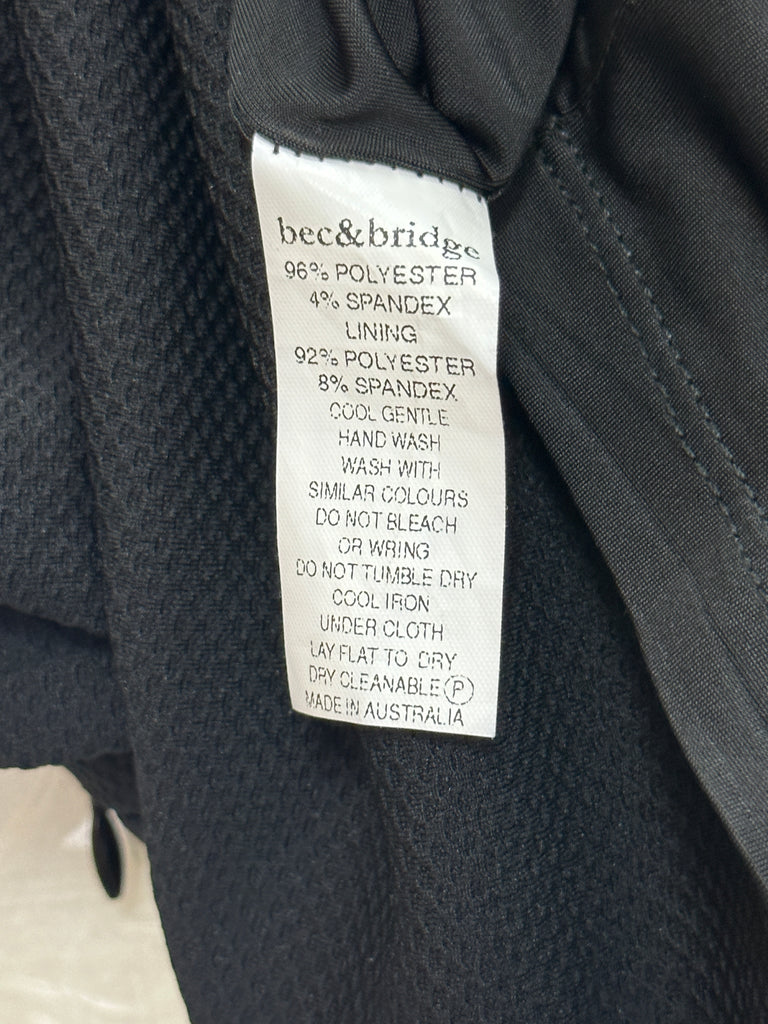 bec&bridge
96% POLYESTER
4% SPANDEX
LINING
92% POLYESTER
8% SPANDEX
COOL GENTLE
HAND WASH
WASH WITH
SIMILAR COLOURS
DO NOT BLEACH
OR WRING
DO NOT TUMBLE DRY
COOL IRON
UNDER CLOTH
LAY FLAT TO DRY
DRY CLEANABLE Ⓟ
MADE IN AUSTRALIA